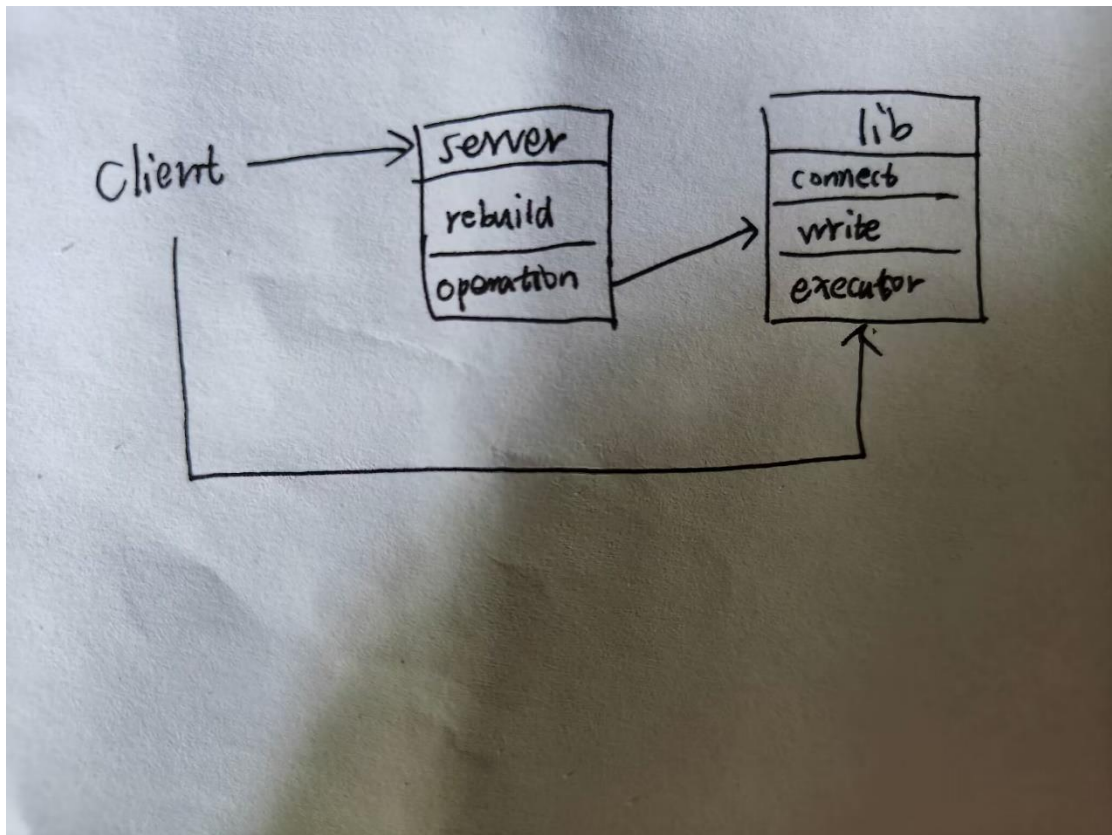 Client
server
rebuild
operation
lib
connect
write
executor